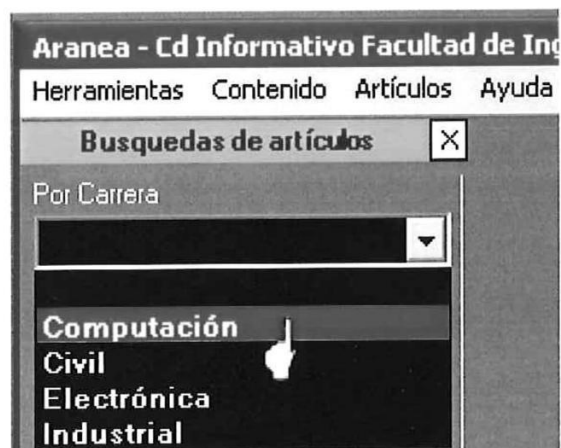 Aranea - Cd Informativo Facultad de Ing
Herramientas Contenido Artículos Ayuda
Busquedas de artículos X
Por Carrera
Computación
Civil
Electrónica
Industrial